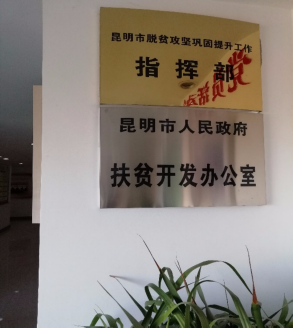 昆明市脱贫攻坚巩固提升工作
指挥部
昆明市人民政府
扶贫开发办公室